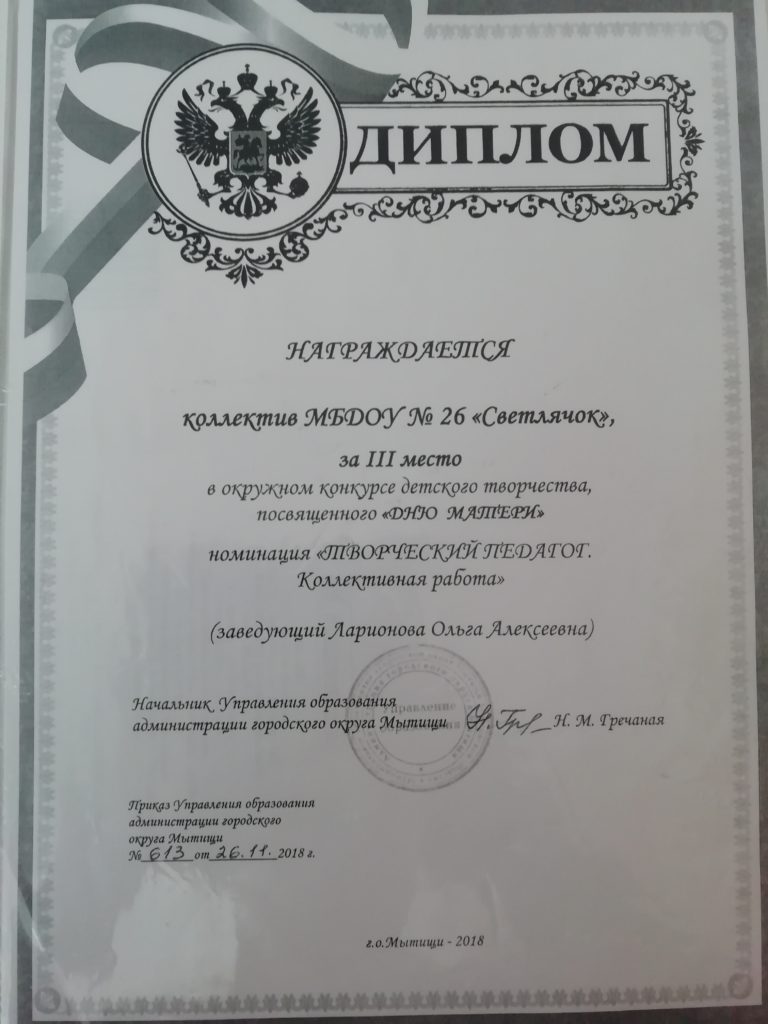 ДИПЛОМ
НАГРАЖДАЕТСЯ
коллектив МБДОУ № 26 «Светлячок»,
за III место
в окружном конкурсе детского творчества,
посвященного «ДНЮ МАТЕРИ»
номинация «ТВОРЧЕСКИЙ ПЕДАГОГ.
Коллективная работа»
(заведующий Ларионова Ольга Алексеевна)
Начальник Управления образования
администрации городского округа Мытищи Н. М. Гречаная
Управление
образования
Приказ Управления образования
администрации городского
округа Мытищи
№ 613 от 26.11. 2018 г.
г.о.Мытищи - 2018